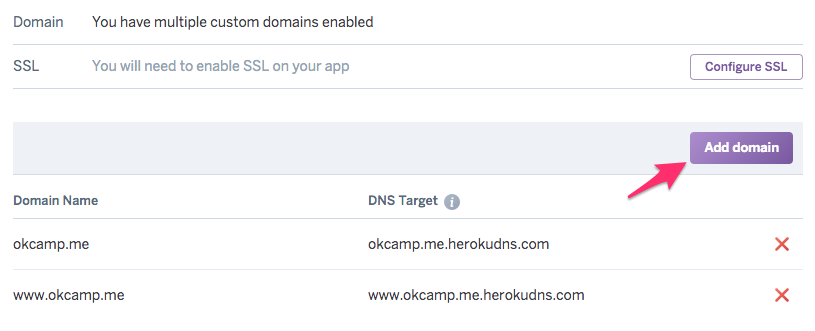 Domain You have multiple custom domains enabled
SSL You will need to enable SSL on your app Configure SSL
Add domain
Domain Name DNS Target i
okcamp.me okcamp.me.herokudns.com
www.okcamp.me www.okcamp.me.herokudns.com